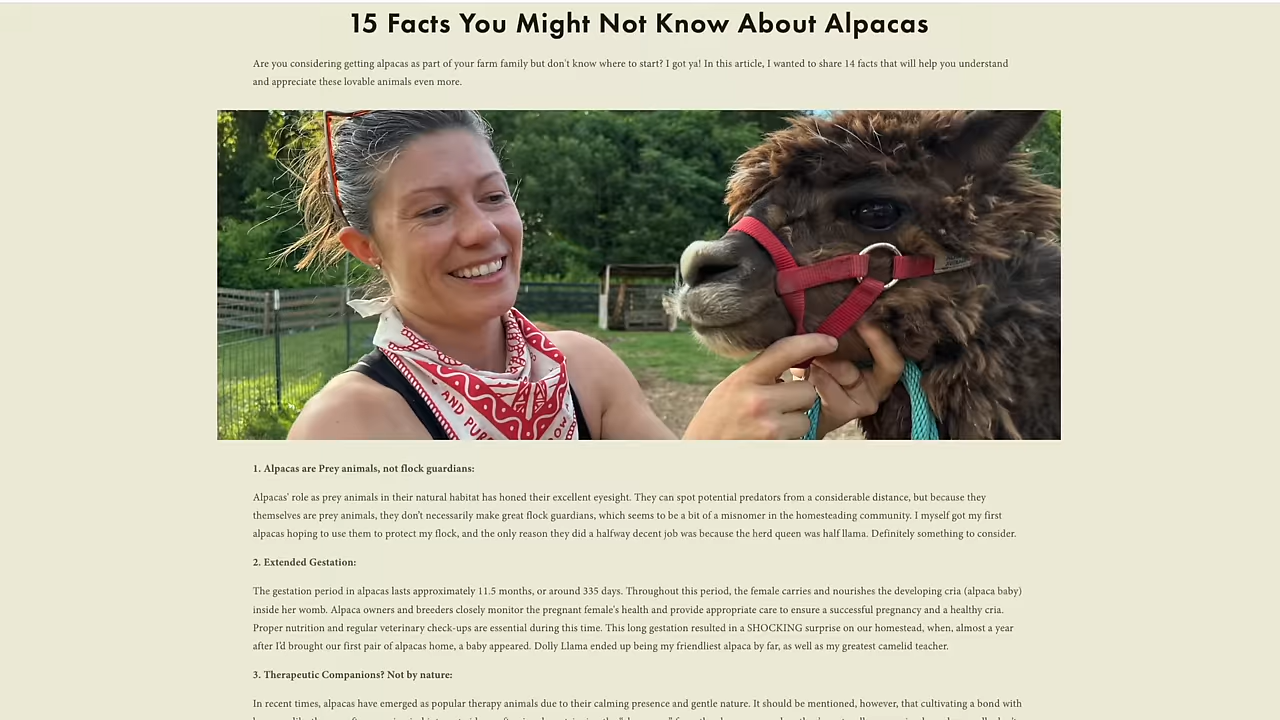 15 Facts You Might Not Know About Alpacas
Are you considering getting alpacas as part of your farm family but don't know where to start? I got ya! In this article, I wanted to share 14 facts that will help you understand
and appreciate these lovable animals even more.
AND PUR
1. Alpacas are Prey animals, not flock guardians:
Alpacas' role as prey animals in their natural habitat has honed their excellent eyesight. They can spot potential predators from a considerable distance, but because they
themselves are prey animals, they don't necessarily make great flock guardians, which seems to be a bit of a misnomer in the homesteading community. I myself got my first
alpacas hoping to use them to protect my flock, and the only reason they did a halfway decent job was because the herd queen was half llama. Definitely something to consider.
2. Extended Gestation:
The gestation period in alpacas lasts approximately 11.5 months, or around 335 days. Throughout this period, the female carries and nourishes the developing cria (alpaca baby)
inside her womb. Alpaca owners and breeders closely monitor the pregnant female's health and provide appropriate care to ensure a successful pregnancy and a healthy cria.
Proper nutrition and regular veterinary check-ups are essential during this time. This long gestation resulted in a SHOCKING surprise on our homestead, when, almost a year
after I'd brought our first pair of alpacas home, a baby appeared. Dolly Llama ended up being my friendliest alpaca by far, as well as my greatest camelid teacher.
3. Therapeutic Companions? Not by nature:
In recent times, alpacas have emerged as popular therapy animals due to their calming presence and gentle nature. It should be mentioned, however, that cultivating a bond with